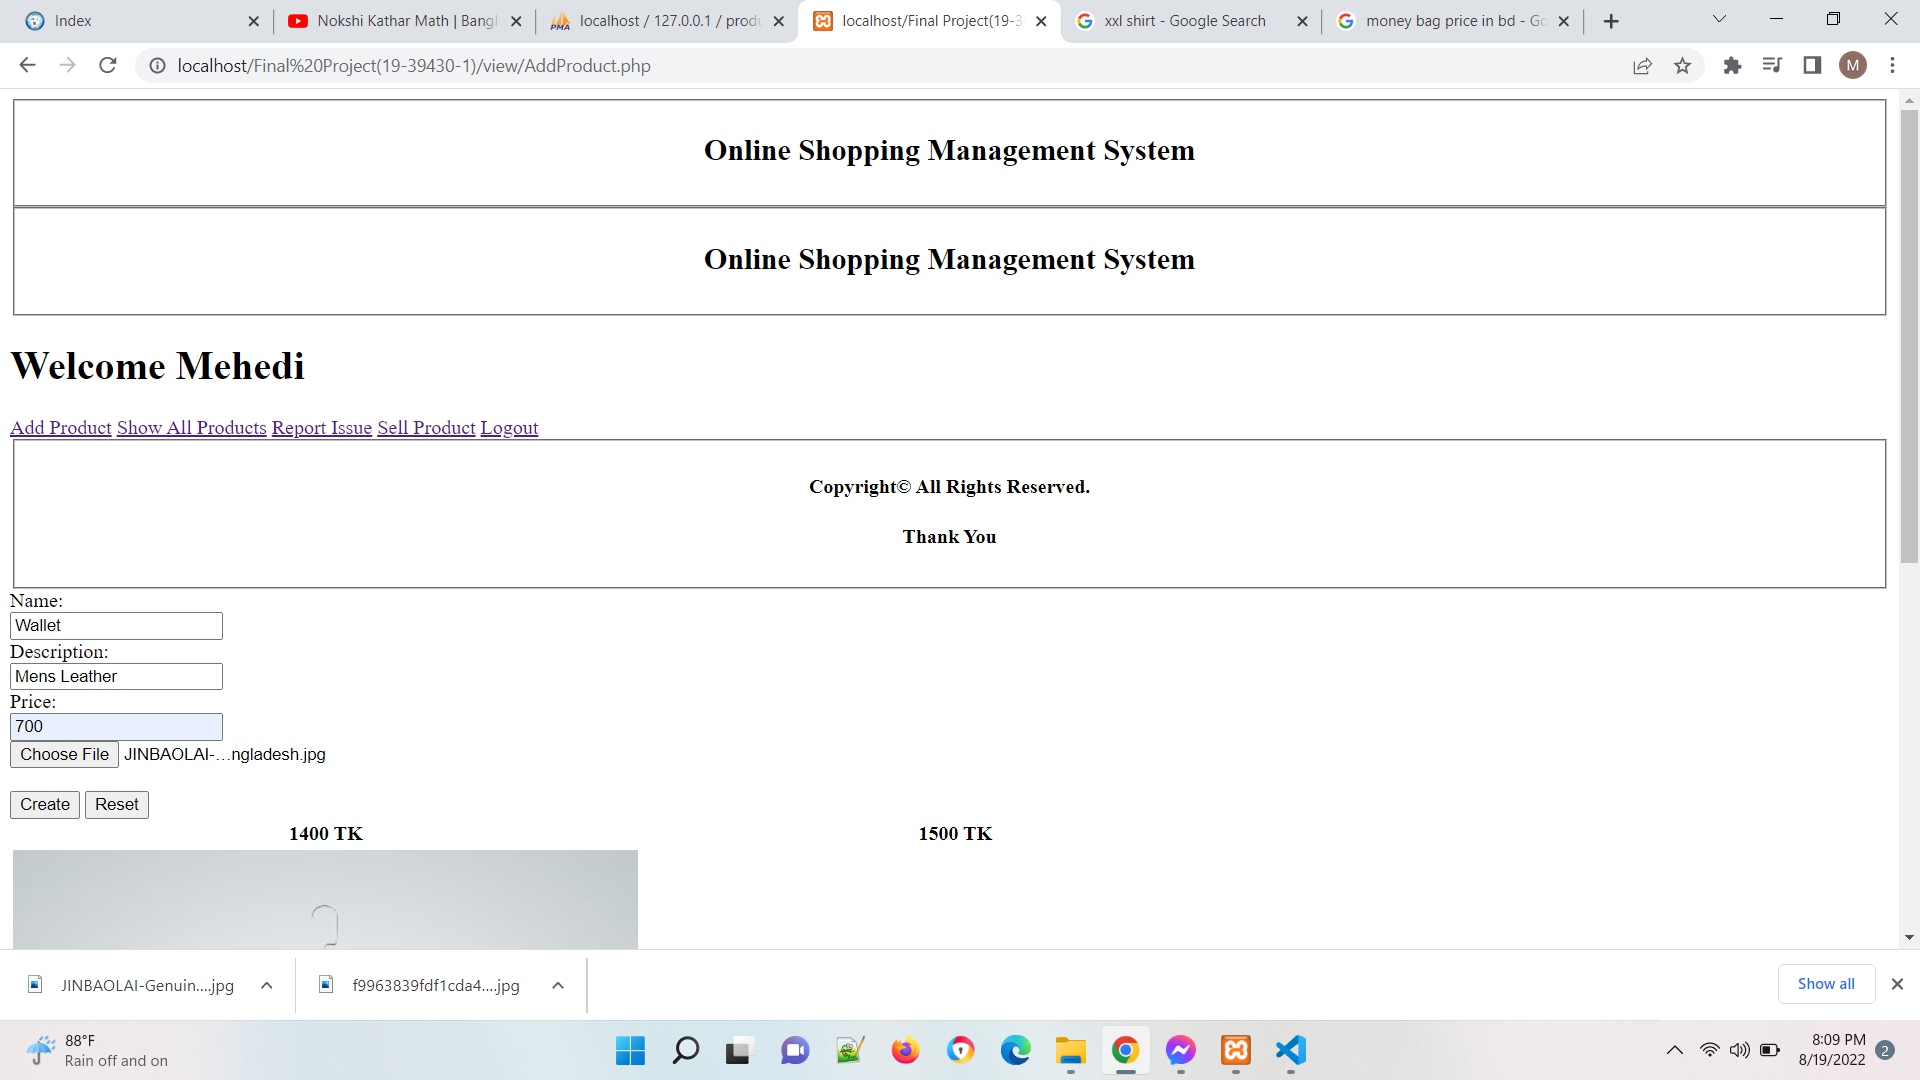 Index
Nokshi Kathar Math | Bangl
localhost / 127.0.0.1 / produ
localhost/Final Project(19-3
xxl shirt - Google Search
money bag price in bd - Go
localhost/Final%20Project(19-39430-1)/view/AddProduct.php
M
Online Shopping Management System
Online Shopping Management System
Welcome Mehedi
Add Product Show All Products Report Issue Sell Product Logout
Copyright© All Rights Reserved.
Thank You
Name:
Wallet
Description:
Mens Leather
Price:
700
Choose File JINBAOLAI-...ngladesh.jpg
Create Reset
1400 TK 1500 TK
JINBAOLAI-Genuin....jpg
f9963839fdf1cda4....jpg
Show all
88°F
Rain off and on
8:09 PM
8/19/2022
2